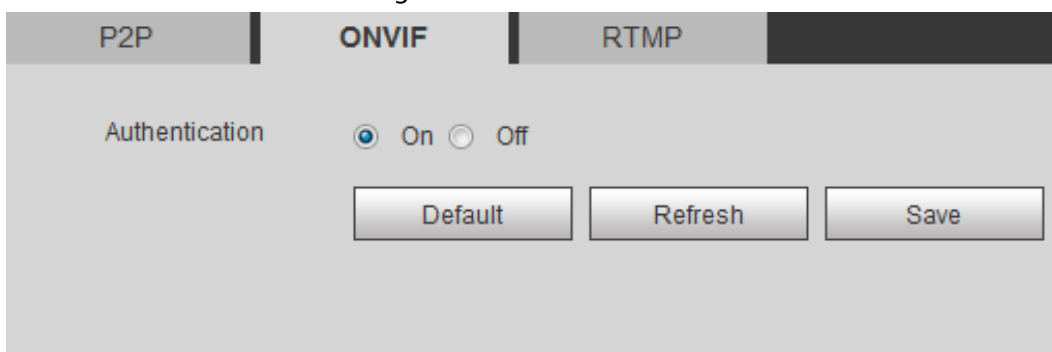 P2P ONVIF RTMP
Authentication On Off
Default Refresh Save